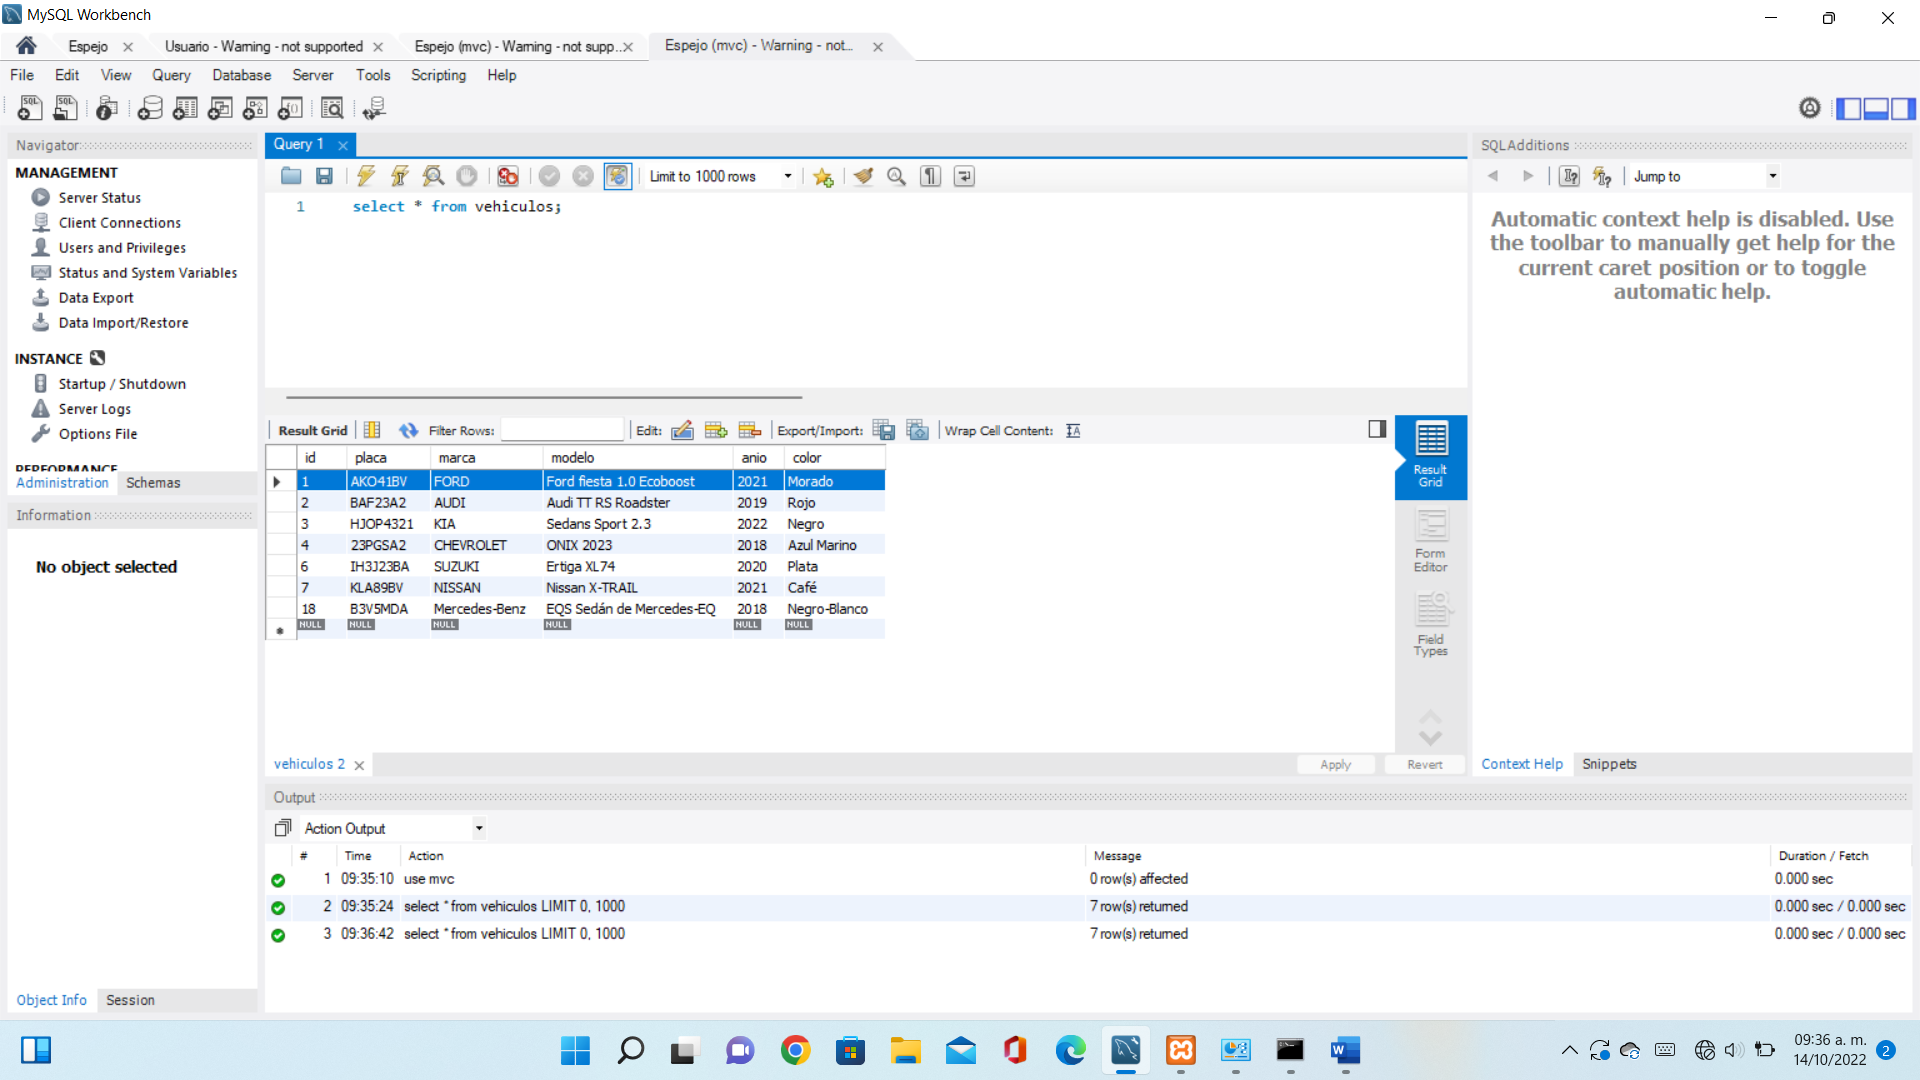 MySQL Workbench
Espejo
Usuario - Warning - not supported
Espejo (mvc) - Warning - not supp...
Espejo (mvc) - Warning - not...
File Edit View Query Database Server Tools Scripting Help
Navigator
MANAGEMENT
Server Status
Client Connections
Users and Privileges
Status and System Variables
Data Export
Data Import/Restore
INSTANCE
Startup / Shutdown
Server Logs
Options File
PERFORMANCE
Administration Schemas
Information
No object selected
Object Info Session
Query 1
Limit to 1000 rows
1 select * from vehiculos;
Result Grid Filter Rows: Edit: Export/Import: Wrap Cell Content:
id placa marca modelo anio color
1 AKO41BV FORD Ford fiesta 1.0 Ecoboost 2021 Morado
2 BAF23A2 AUDI Audi TT RS Roadster 2019 Rojo
3 HJOP4321 KIA Sedans Sport 2.3 2022 Negro
4 23PGSA2 CHEVROLET ONIX 2023 2018 Azul Marino
6 IH3J23BA SUZUKI Ertiga XL74 2020 Plata
7 KLA89BV NISSAN Nissan X-TRAIL 2021 Café
18 B3V5MDA Mercedes-Benz EQS Sedán de Mercedes-EQ 2018 Negro-Blanco
NULL NULL NULL NULL NULL NULL
Result
Grid
Form
Editor
Field
Types
vehiculos 2
Apply Revert
SQLAdditions
Jump to
Automatic context help is disabled. Use
the toolbar to manually get help for the
current caret position or to toggle
automatic help.
Context Help Snippets
Output
Action Output
# Time Action Message Duration / Fetch
1 09:35:10 use mvc 0 row(s) affected 0.000 sec
2 09:35:24 select * from vehiculos LIMIT 0, 1000 7 row(s) returned 0.000 sec / 0.000 sec
3 09:36:42 select * from vehiculos LIMIT 0, 1000 7 row(s) returned 0.000 sec / 0.000 sec
09:36 a. m.
14/10/2022
2